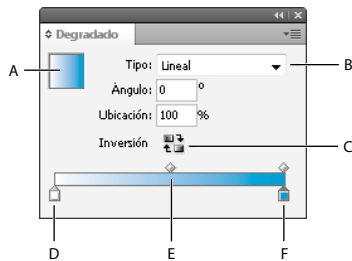 Degradado
A
Tipo: Lineal
B
Ángulo: 0 °
Ubicación: 100 %
Inversión
C
D
E
F